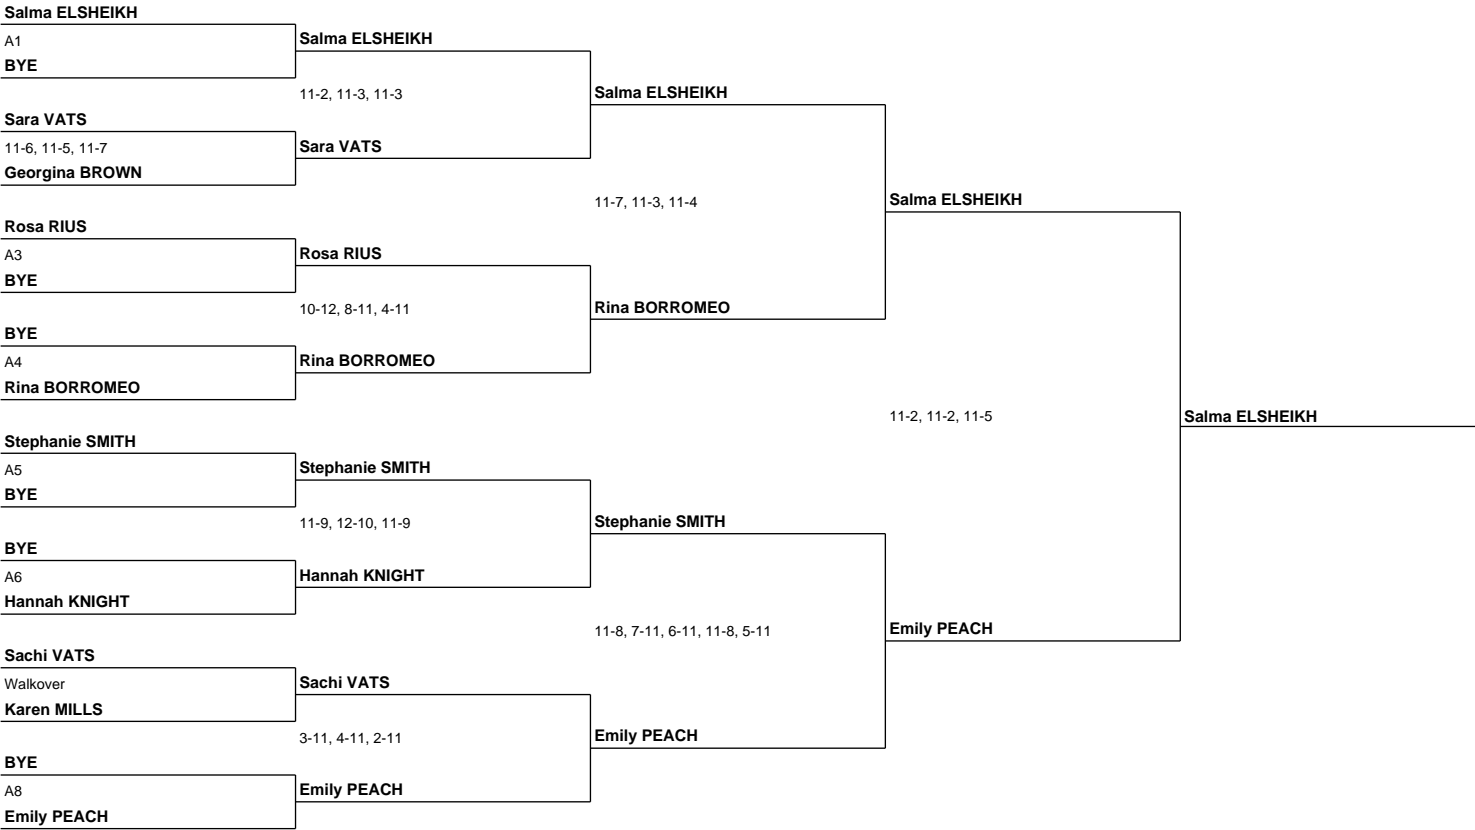 Salma ELSHEIKH
A1
BYE
Sara VATS
11-6, 11-5, 11-7
Georgina BROWN
Rosa RIUS
A3
BYE
BYE
A4
Rina BORROMEO
Stephanie SMITH
A5
BYE
BYE
A6
Hannah KNIGHT
Sachi VATS
Walkover
Karen MILLS
BYE
A8
Emily PEACH
Salma ELSHEIKH
11-2, 11-3, 11-3
Sara VATS
Rosa RIUS
10-12, 8-11, 4-11
Rina BORROMEO
Stephanie SMITH
11-9, 12-10, 11-9
Hannah KNIGHT
Sachi VATS
3-11, 4-11, 2-11
Emily PEACH
Salma ELSHEIKH
11-7, 11-3, 11-4
Rina BORROMEO
Stephanie SMITH
11-8, 7-11, 6-11, 11-8, 5-11
Emily PEACH
Salma ELSHEIKH
11-2, 11-2, 11-5
Emily PEACH
Salma ELSHEIKH